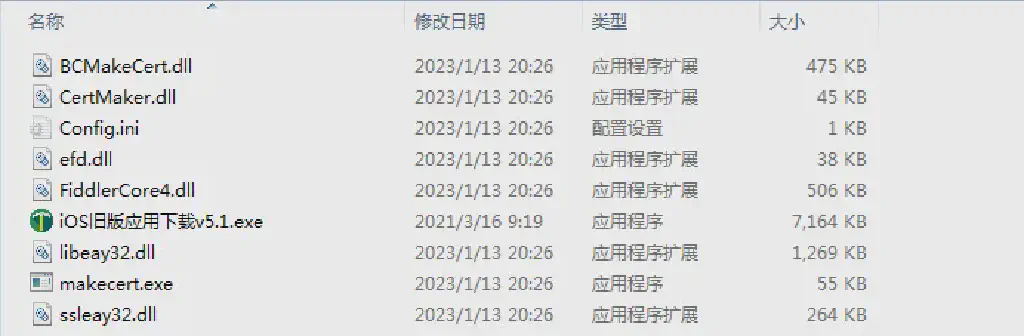 名称 修改日期 类型 大小
BCMakeCert.dll 2023/1/13 20:26 应用程序扩展 475 KB
CertMaker.dll 2023/1/13 20:26 应用程序扩展 45 KB
Config.ini 2023/1/13 20:26 配置设置 1 KB
efd.dll 2023/1/13 20:26 应用程序扩展 38 KB
FiddlerCore4.dll 2023/1/13 20:26 应用程序扩展 506 KB
iOS旧版应用下载v5.1.exe 2021/3/16 9:19 应用程序 7,164 KB
libeay32.dll 2023/1/13 20:26 应用程序扩展 1,269 KB
makecert.exe 2023/1/13 20:26 应用程序 55 KB
ssleay32.dll 2023/1/13 20:26 应用程序扩展 264 KB